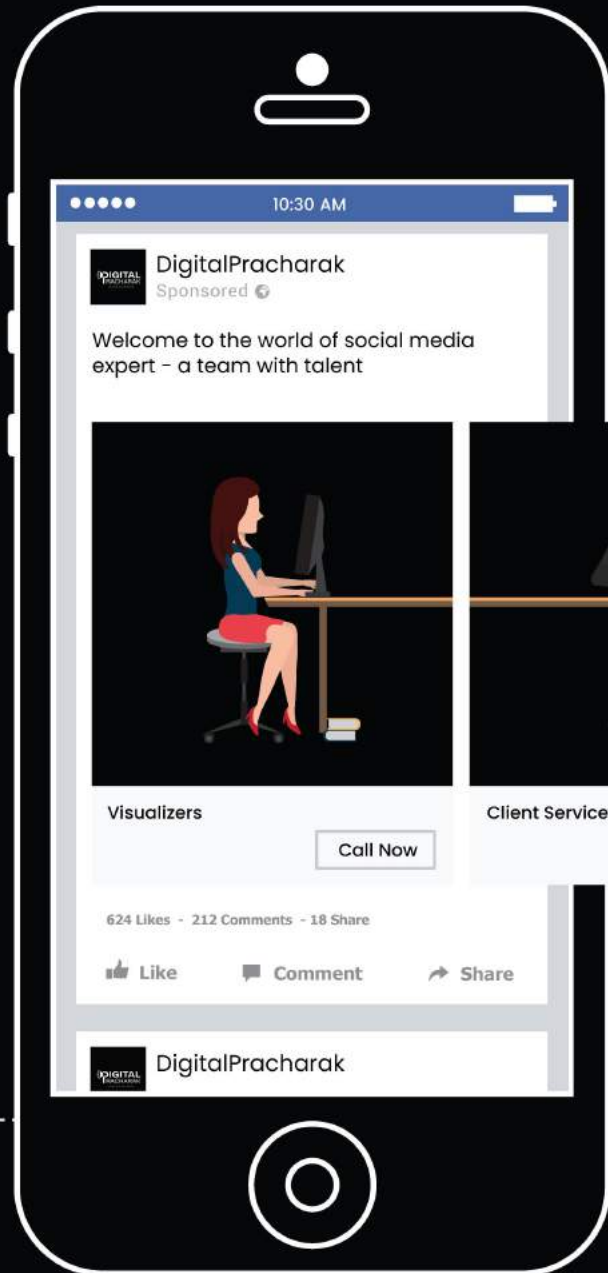 10:30 AM
DIGITAL
PRACHARAK
DigitalPracharak
Sponsored
Welcome to the world of social media
expert - a team with talent
Visualizers
Call Now
Client Service
624 Likes - 212 Comments - 18 Share
Like Comment Share
DIGITAL
PRACHARAK
DigitalPracharak